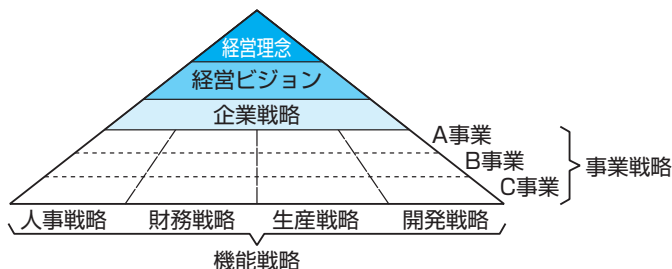 経営理念
経営ビジョン
企業戦略
A事業
B事業
C事業
事業戦略
人事戦略
財務戦略
生産戦略
開発戦略
機能戦略